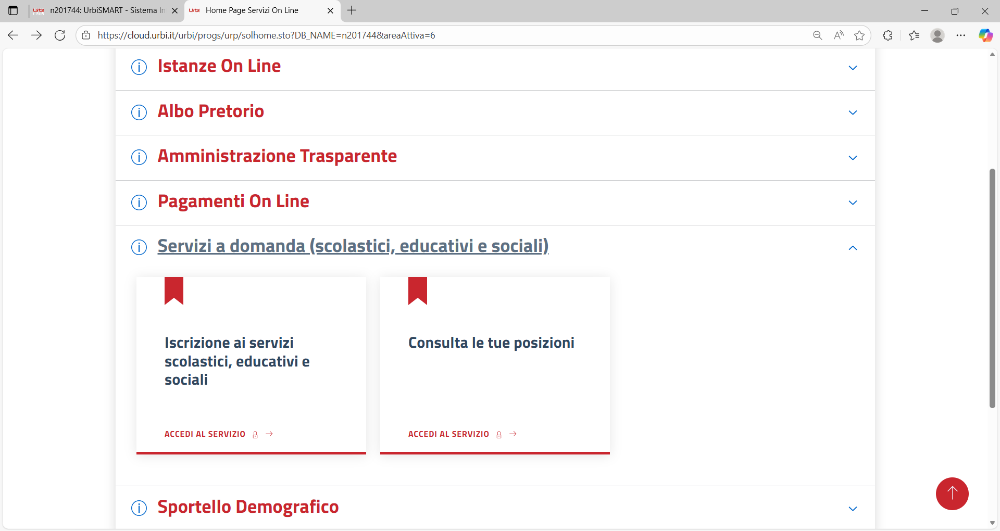 n201744: UrbiSMART - Sistema In
Home Page Servizi On Line
https://cloud.urbi.it/urbi/progs/urp/solhome.sto?DB_NAME=n201744&areaAttiva=6
Istanze On Line
Albo Pretorio
Amministrazione Trasparente
Pagamenti On Line
Servizi a domanda (scolastici, educativi e sociali)
Iscrizione ai servizi
scolastici, educativi e
sociali
ACCEDI AL SERVIZIO
Consulta le tue posizioni
ACCEDI AL SERVIZIO
Sportello Demografico